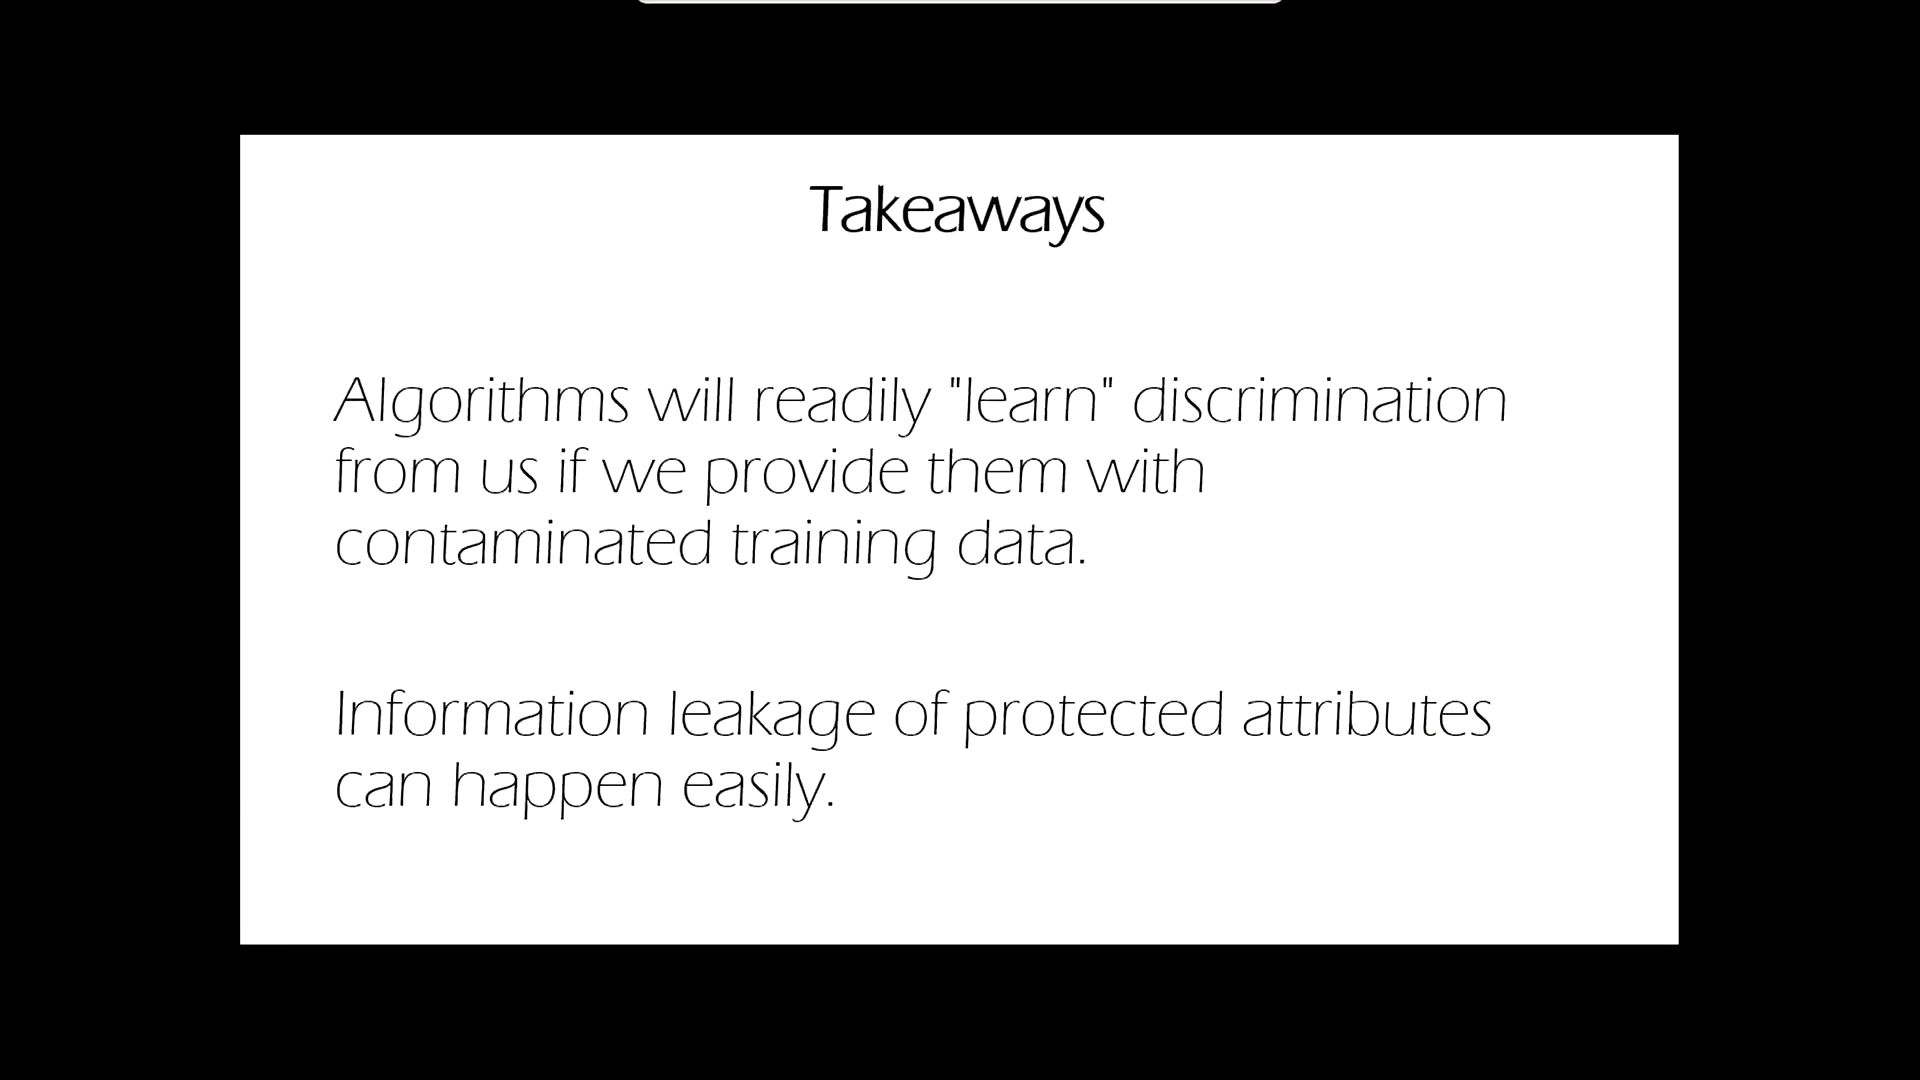 Takeaways
Algorithms will readily "learn" discrimination
from us if we provide them with
contaminated training data.
Information leakage of protected attributes
can happen easily.